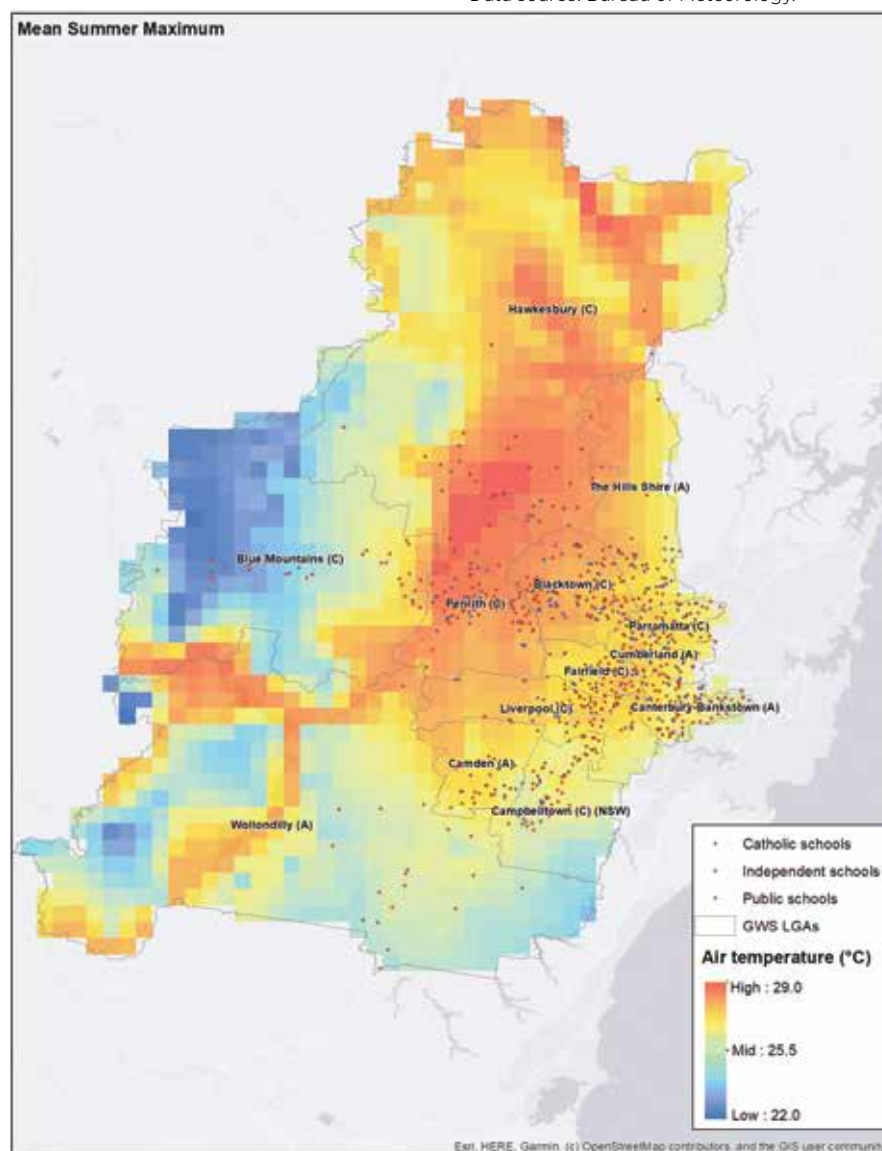 Data source: Bureau of Meteorology.
Mean Summer Maximum
Hawkesbury (C)
The Hills Shire (A)
Blue Mountains (C)
Blacktown (C)
Penrith (C)
Parramatta (C)
Cumberland (A)
Fairfield (C)
Liverpool (C)
Canterbury-Bankstown (A)
Camden (A)
Campbelltown (C) (NSW)
Wollondilly (A)
Catholic schools
Independent schools
Public schools
GWS LGAs
Air temperature (°C)
High : 29.0
Mid : 25.5
Low : 22.0
Esri, HERE, Garmin, (c) OpenStreetMap contributors, and the GIS user communit